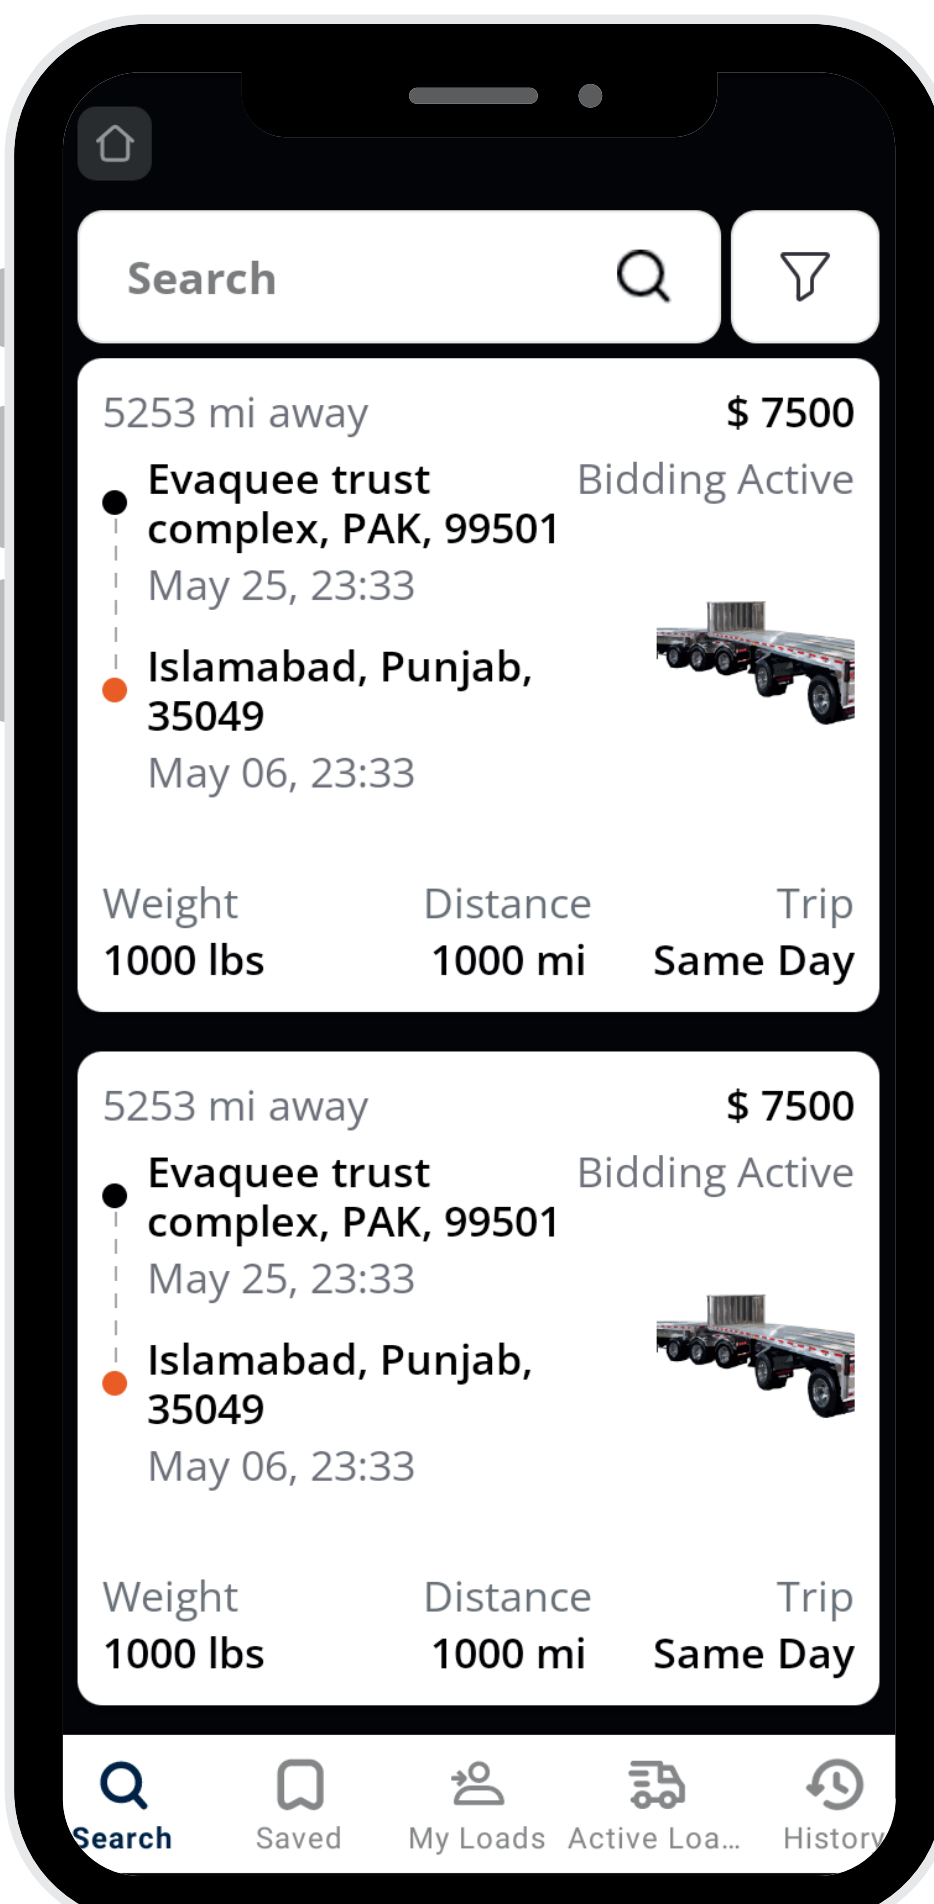 Search
5253 mi away
$ 7500
Evaquee trust
complex, PAK, 99501
Bidding Active
May 25, 23:33
Islamabad, Punjab,
35049
May 06, 23:33
Weight
Distance
Trip
1000 lbs
1000 mi
Same Day
5253 mi away
$ 7500
Evaquee trust
complex, PAK, 99501
Bidding Active
May 25, 23:33
Islamabad, Punjab,
35049
May 06, 23:33
Weight
Distance
Trip
1000 lbs
1000 mi
Same Day
Search
Saved
My Loads
Active Loa...
History